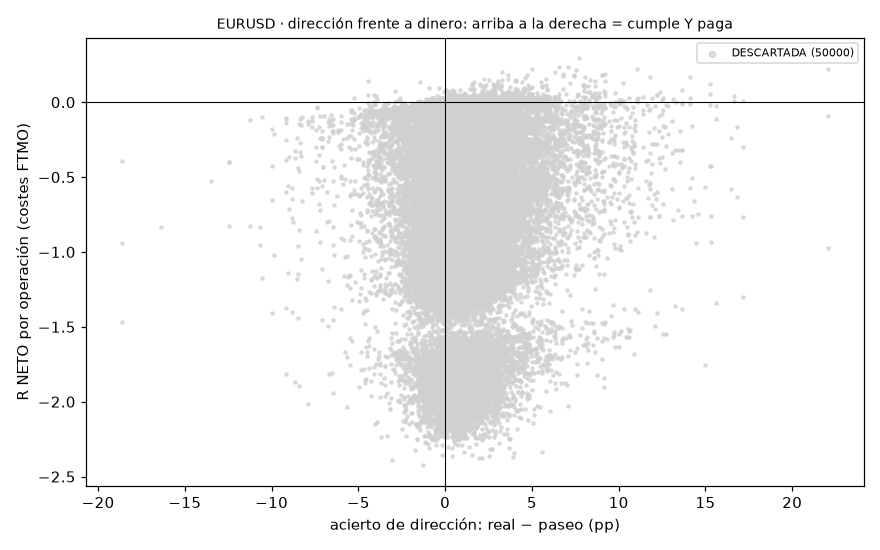 EURUSD · dirección frente a dinero: arriba a la derecha = cumple Y paga
DESCARTADA (50000)
R NETO por operación (costes FTMO)
0.0
−0.5
−1.0
−1.5
−2.0
−2.5
−20 −15 −10 −5 0 5 10 15 20
acierto de dirección: real − paseo (pp)